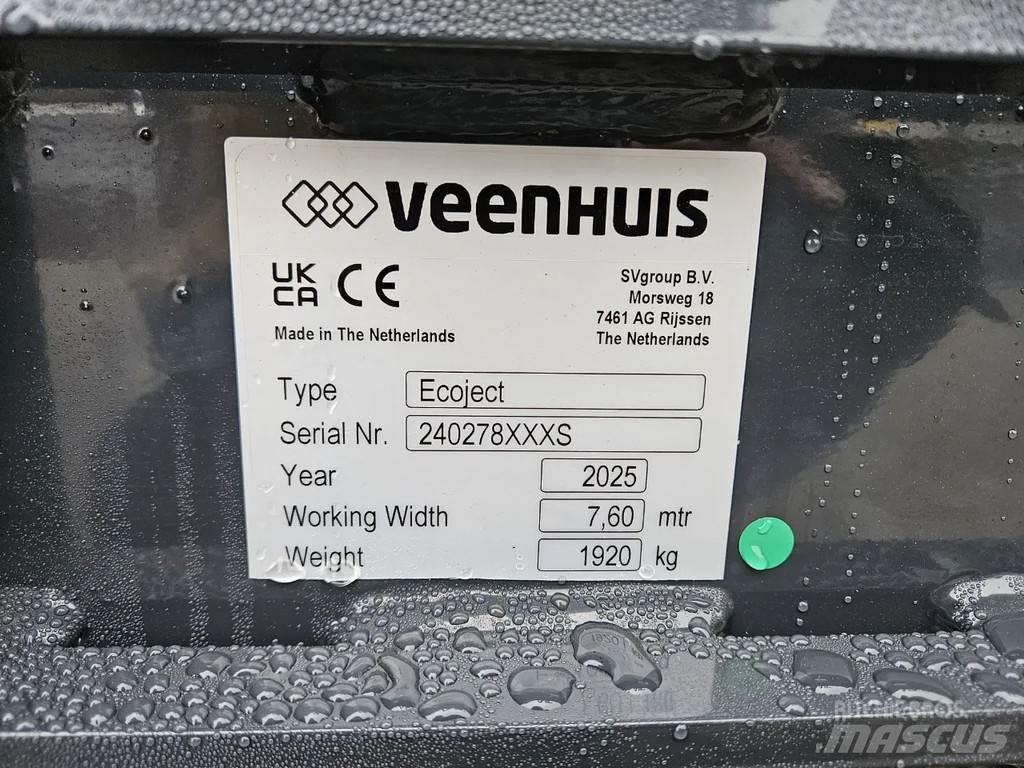 VEENHUIS
UK
CA CE
Made in The Netherlands
SVgroup B.V.
Morsweg 18
7461 AG Rijssen
The Netherlands
Type Ecoject
Serial Nr. 240278XXXS
Year 2025
Working Width 7,60 mtr
Weight 1920 kg
MASCUS